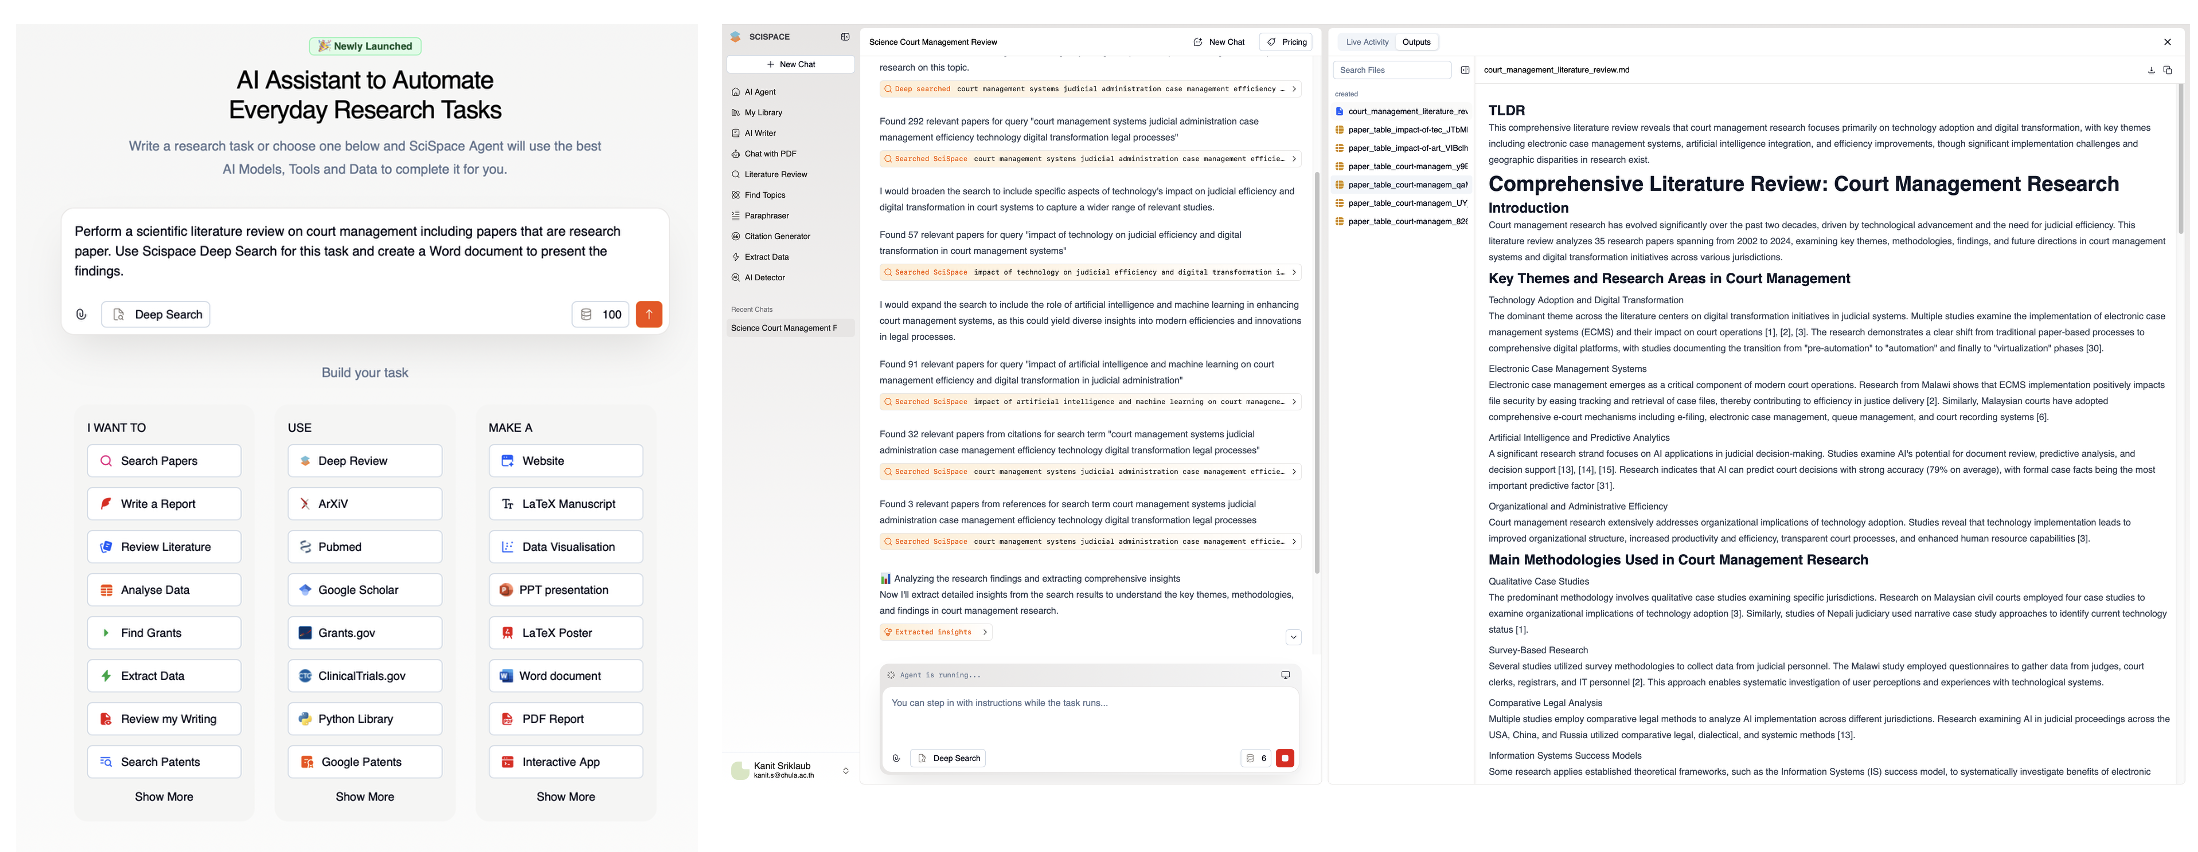 🎉 Newly Launched
AI Assistant to Automate
Everyday Research Tasks
Write a research task or choose one below and SciSpace Agent will use the best
AI Models, Tools and Data to complete it for you.
Perform a scientific literature review on court management including papers that are research
paper. Use Scispace Deep Search for this task and create a Word document to present the
findings.
Deep Search
100
Build your task
I WANT TO
Search Papers
Write a Report
Review Literature
Analyse Data
Find Grants
Extract Data
Review my Writing
Search Patents
Show More
USE
Deep Review
ArXiV
Pubmed
Google Scholar
Grants.gov
ClinicalTrials.gov
Python Library
Google Patents
Show More
MAKE A
Website
LaTeX Manuscript
Data Visualisation
PPT presentation
LaTeX Poster
Word document
PDF Report
Interactive App
Show More
SCISPACE
+ New Chat
AI Agent
My Library
AI Writer
Chat with PDF
Literature Review
Find Topics
Paraphraser
Citation Generator
Extract Data
AI Detector
Recent Chats
Science Court Management F
Kanit Sriklaub
kanit.s@chula.ac.th
Science Court Management Review
New Chat
Pricing
research on this topic.
Deep searched court management systems judicial administration case management efficiency …
Found 292 relevant papers for query "court management systems judicial administration case
management efficiency technology digital transformation legal processes"
Searched SciSpace court management systems judicial administration case management efficie…
I would broaden the search to include specific aspects of technology's impact on judicial efficiency and
digital transformation in court systems to capture a wider range of relevant studies.
Found 57 relevant papers for query "impact of technology on judicial efficiency and digital
transformation in court management systems"
Searched SciSpace impact of technology on judicial efficiency and digital transformation i…
I would expand the search to include the role of artificial intelligence and machine learning in enhancing
court management systems, as this could yield diverse insights into modern efficiencies and innovations
in legal processes.
Found 91 relevant papers for query "impact of artificial intelligence and machine learning on court
management efficiency and digital transformation in judicial administration"
Searched SciSpace impact of artificial intelligence and machine learning on court manageme…
Found 32 relevant papers from citations for search term "court management systems judicial
administration case management efficiency technology digital transformation legal processes"
Searched SciSpace court management systems judicial administration case management efficie…
Found 3 relevant papers from references for search term court management systems judicial
administration case management efficiency technology digital transformation legal processes
Searched SciSpace court management systems judicial administration case management efficie…
📊 Analyzing the research findings and extracting comprehensive insights
Now I'll extract detailed insights from the search results to understand the key themes, methodologies,
and findings in court management research.
Extracted insights
Agent is running...
You can step in with instructions while the task runs...
Deep Search
6
Live Activity
Outputs
Search Files
created
court_management_literature_rev
paper_table_impact-of-tec_JTbMI
paper_table_impact-of-art_VIBclh
paper_table_court-managem_y9E
paper_table_court-managem_qaM
paper_table_court-managem_UY
paper_table_court-managem_826
court_management_literature_review.md
TLDR
This comprehensive literature review reveals that court management research focuses primarily on technology adoption and digital transformation, with key themes
including electronic case management systems, artificial intelligence integration, and efficiency improvements, though significant implementation challenges and
geographic disparities in research exist.
Comprehensive Literature Review: Court Management Research
Introduction
Court management research has evolved significantly over the past two decades, driven by technological advancement and the need for judicial efficiency. This
literature review analyzes 35 research papers spanning from 2002 to 2024, examining key themes, methodologies, findings, and future directions in court management
systems and digital transformation initiatives across various jurisdictions.
Key Themes and Research Areas in Court Management
Technology Adoption and Digital Transformation
The dominant theme across the literature centers on digital transformation initiatives in judicial systems. Multiple studies examine the implementation of electronic case
management systems (ECMS) and their impact on court operations [1], [2], [3]. The research demonstrates a clear shift from traditional paper-based processes to
comprehensive digital platforms, with studies documenting the transition from "pre-automation" to "automation" and finally to "virtualization" phases [30].
Electronic Case Management Systems
Electronic case management emerges as a critical component of modern court operations. Research from Malawi shows that ECMS implementation positively impacts
file security by easing tracking and retrieval of case files, thereby contributing to efficiency in justice delivery [2]. Similarly, Malaysian courts have adopted
comprehensive e-court mechanisms including e-filing, electronic case management, queue management, and court recording systems [6].
Artificial Intelligence and Predictive Analytics
A significant research strand focuses on AI applications in judicial decision-making. Studies examine AI's potential for document review, predictive analysis, and
decision support [13], [14], [15]. Research indicates that AI can predict court decisions with strong accuracy (79% on average), with formal case facts being the most
important predictive factor [31].
Organizational and Administrative Efficiency
Court management research extensively addresses organizational implications of technology adoption. Studies reveal that technology implementation leads to
improved organizational structure, increased productivity and efficiency, transparent court processes, and enhanced human resource capabilities [3].
Main Methodologies Used in Court Management Research
Qualitative Case Studies
The predominant methodology involves qualitative case studies examining specific jurisdictions. Research on Malaysian civil courts employed four case studies to
examine organizational implications of technology adoption [3]. Similarly, studies of Nepali judiciary used narrative case study approaches to identify current technology
status [1].
Survey-Based Research
Several studies utilized survey methodologies to collect data from judicial personnel. The Malawi study employed questionnaires to gather data from judges, court
clerks, registrars, and IT personnel [2]. This approach enables systematic investigation of user perceptions and experiences with technological systems.
Comparative Legal Analysis
Multiple studies employ comparative legal methods to analyze AI implementation across different jurisdictions. Research examining AI in judicial proceedings across the
USA, China, and Russia utilized comparative legal, dialectical, and systemic methods [13].
Information Systems Success Models
Some research applies established theoretical frameworks, such as the Information Systems (IS) success model, to systematically investigate benefits of electronic